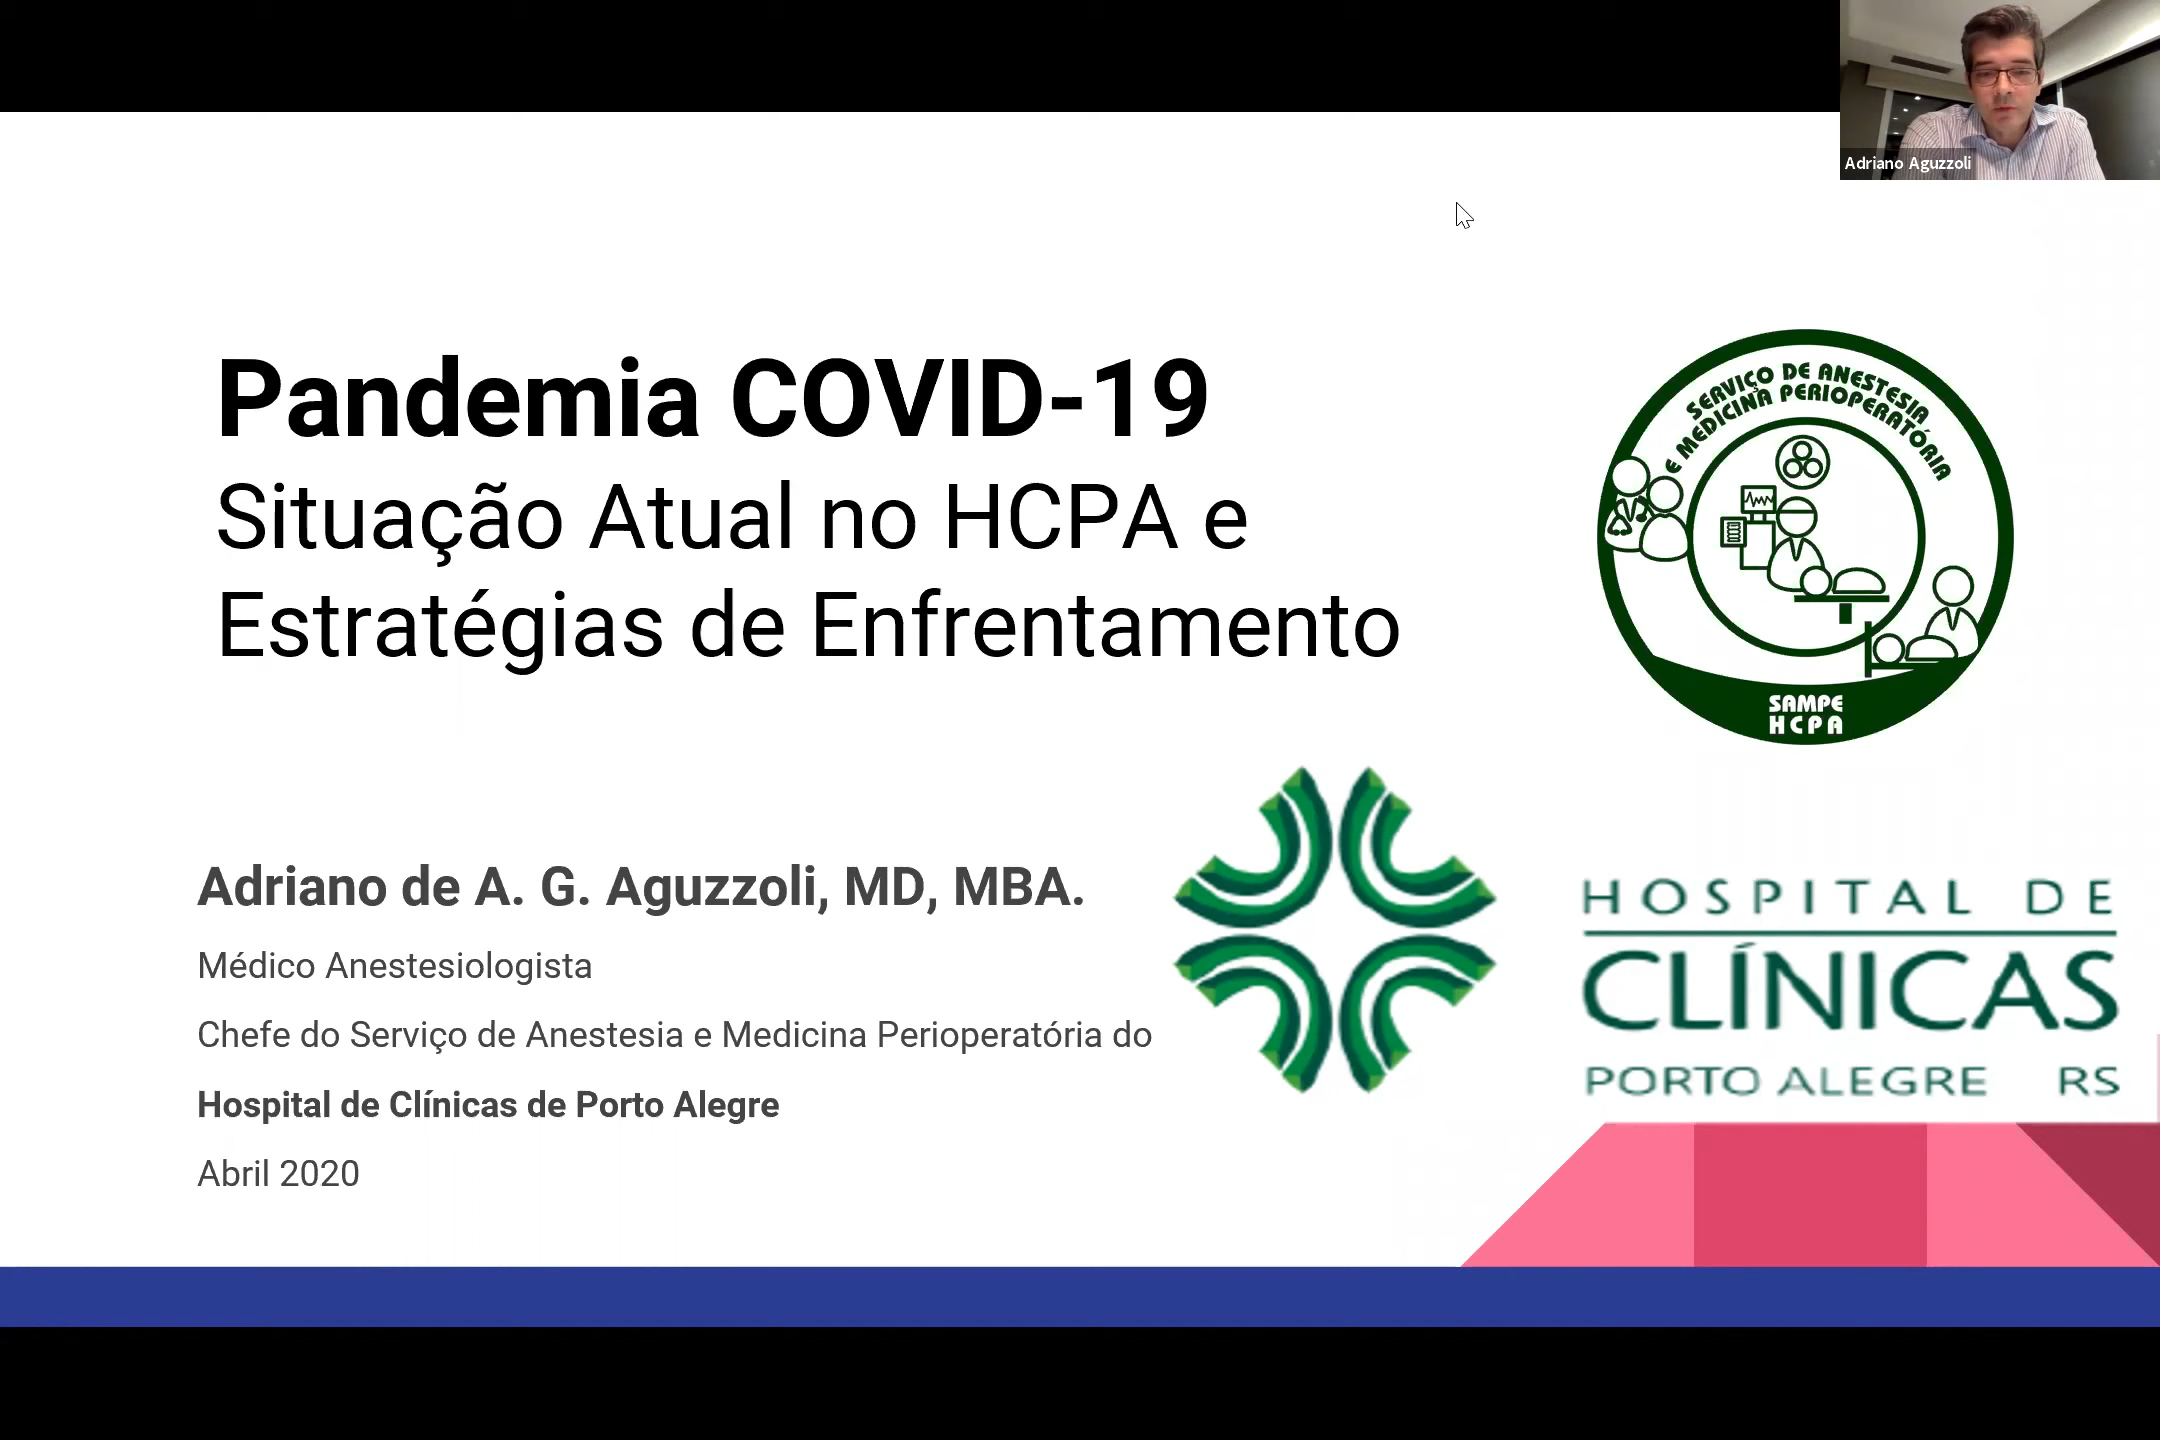 Adriano Aguzzoli
Pandemia COVID-19
Situação Atual no HCPA e
Estratégias de Enfrentamento
SERVIÇO DE ANESTESIA
E MEDICINA PERIOPERATÓRIA
SAMPE
HCPA
Adriano de A. G. Aguzzoli, MD, MBA.
Médico Anestesiologista
Chefe do Serviço de Anestesia e Medicina Perioperatória do
Hospital de Clínicas de Porto Alegre
Abril 2020
HOSPITAL DE
CLÍNICAS
PORTO ALEGRE RS